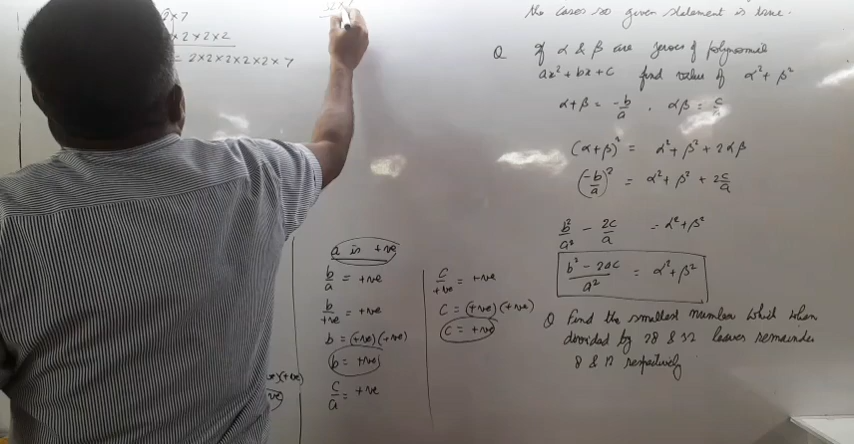 × 7
× 2 × 2 × 2
= 2×2×2×2×2×7
a is +ve
b/a = +ve
b/+ve = +ve
b = (+ve)(+ve)
b = +ve
c/a = +ve
c/+ve = +ve
c = (+ve)(+ve)
c = +ve
the cases so given statement is true.
Q If α & β are zeroes of polynomial
ax² + bx + c find value of α² + β²
α+β = -b/a , αβ = c/a
(α+β)² = α² + β² + 2αβ
(-b/a)² = α² + β² + 2c/a
b²/a² - 2c/a = α² + β²
b² - 2ac/a² = α² + β²
Q Find the smallest number which when
divided by 28 & 32 leaves remainder
8 & 12 respectively